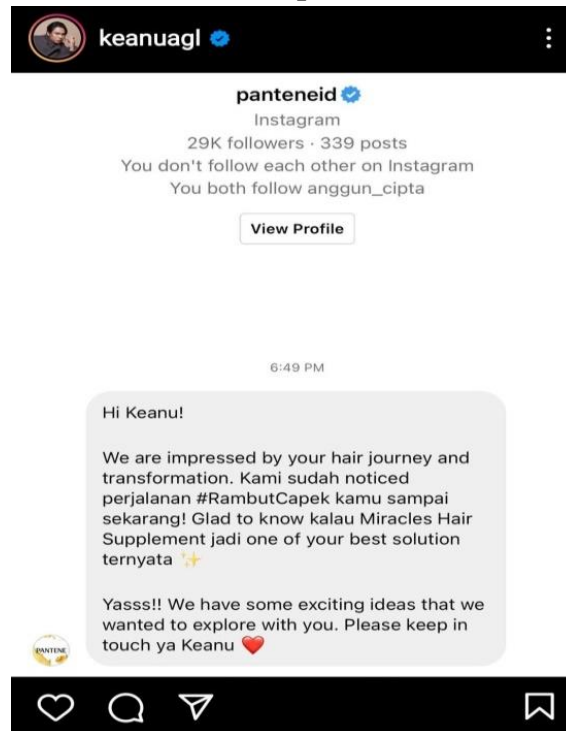 keanuagl
panteneid
Instagram
29K followers · 339 posts
You don't follow each other on Instagram
You both follow anggun_cipta
View Profile
6:49 PM
Hi Keanu!
We are impressed by your hair journey and
transformation. Kami sudah noticed
perjalanan #RambutCapek kamu sampai
sekarang! Glad to know kalau Miracles Hair
Supplement jadi one of your best solution
ternyata ✨
Yasss!! We have some exciting ideas that we
wanted to explore with you. Please keep in
touch ya Keanu ❤️
PANTENE